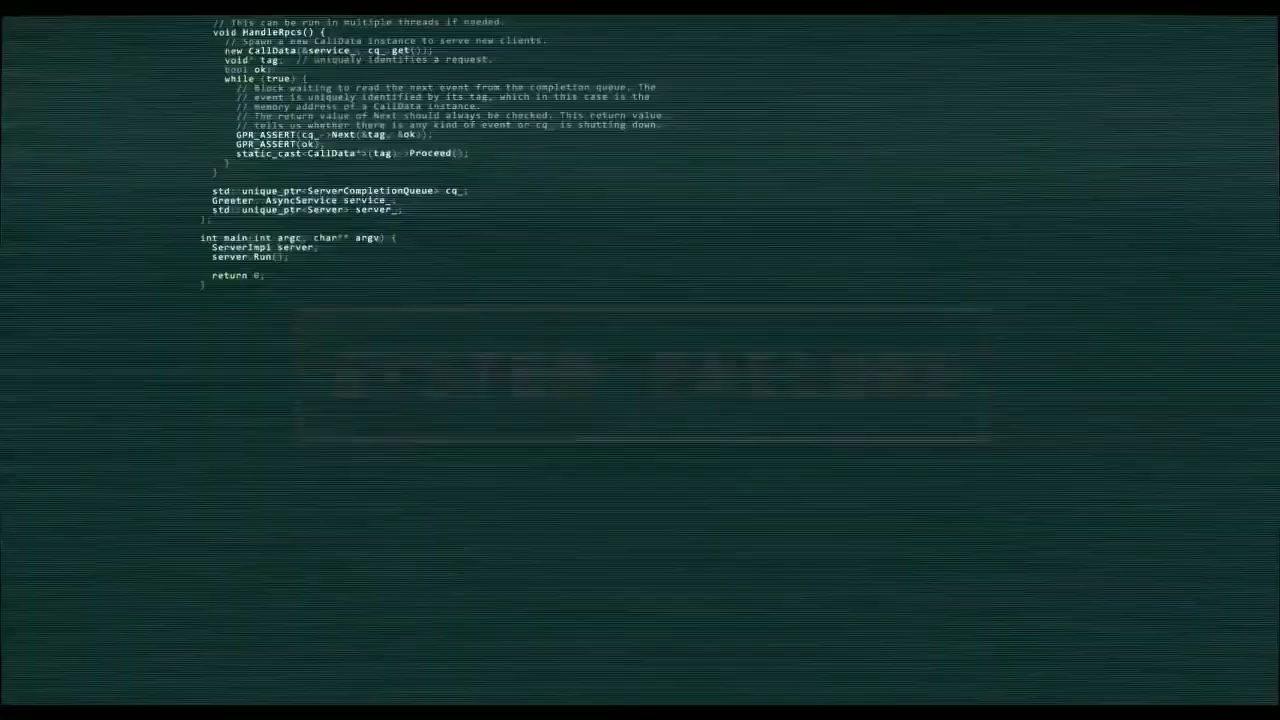 // This can be run in multiple threads if needed.
void HandleRpcs() {
// Spawn a new CallData instance to serve new clients.
new CallData(&service_, cq_.get());
void* tag; // uniquely identifies a request.
bool ok;
while (true) {
// Block waiting to read the next event from the completion queue. The
// event is uniquely identified by its tag, which in this case is the
// memory address of a CallData instance.
// The return value of Next should always be checked. This return value
// tells us whether there is any kind of event or cq_ is shutting down.
GPR_ASSERT(cq_->Next(&tag, &ok));
GPR_ASSERT(ok);
static_cast<CallData*>(tag)->Proceed();
}
}
std::unique_ptr<ServerCompletionQueue> cq_;
Greeter::AsyncService service_;
std::unique_ptr<Server> server_;
};
int main(int argc, char** argv) {
ServerImpl server;
server.Run();
return 0;
}
SYSTEM FAILURE